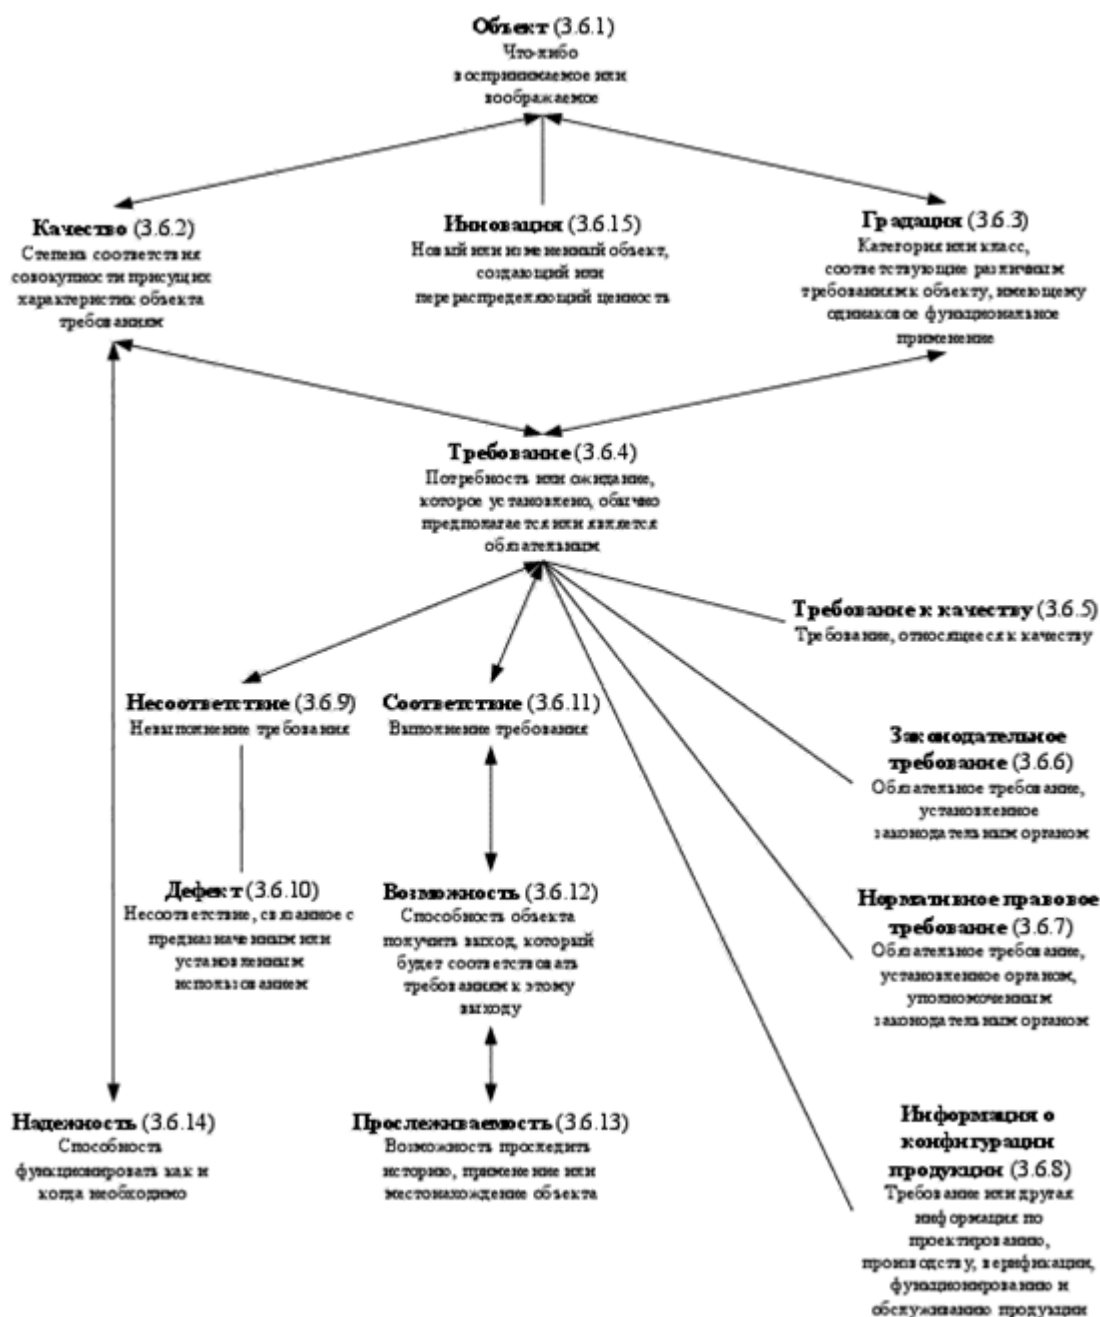 Объект (3.6.1)
Что-либо
воспринимаемое или
воображаемое
Качество (3.6.2)
Степень соответствия
совокупности присущих
характеристик объекта
требованиям
Инновация (3.6.15)
Новый или измененный объект,
создающий или
перераспределяющий ценность
Градация (3.6.3)
Категория или класс,
соответствующие различным
требованиям к объекту, имеющему
одинаковое функциональное
применение
Требование (3.6.4)
Потребность или ожидание,
которое установлено, обычно
предполагается или является
обязательным
Требование к качеству (3.6.5)
Требование, относящееся к качеству
Несоответствие (3.6.9)
Невыполнение требования
Соответствие (3.6.11)
Выполнение требования
Законодательное
требование (3.6.6)
Обязательное требование,
установленное
законодательным органом
Дефект (3.6.10)
Несоответствие, связанное с
предназначенным или
установленным
использованием
Возможность (3.6.12)
Способность объекта
получить выход, который
будет соответствовать
требованиям к этому
выходу
Нормативное правовое
требование (3.6.7)
Обязательное требование,
установленное органом,
уполномоченным
законодательным органом
Надежность (3.6.14)
Способность
функционировать как и
когда необходимо
Прослеживаемость (3.6.13)
Возможность проследить
историю, применение или
местонахождение объекта
Информация о
конфигурации
продукции (3.6.8)
Требование или другая
информация по
проектированию,
производству, верификации,
функционированию и
обслуживанию продукции